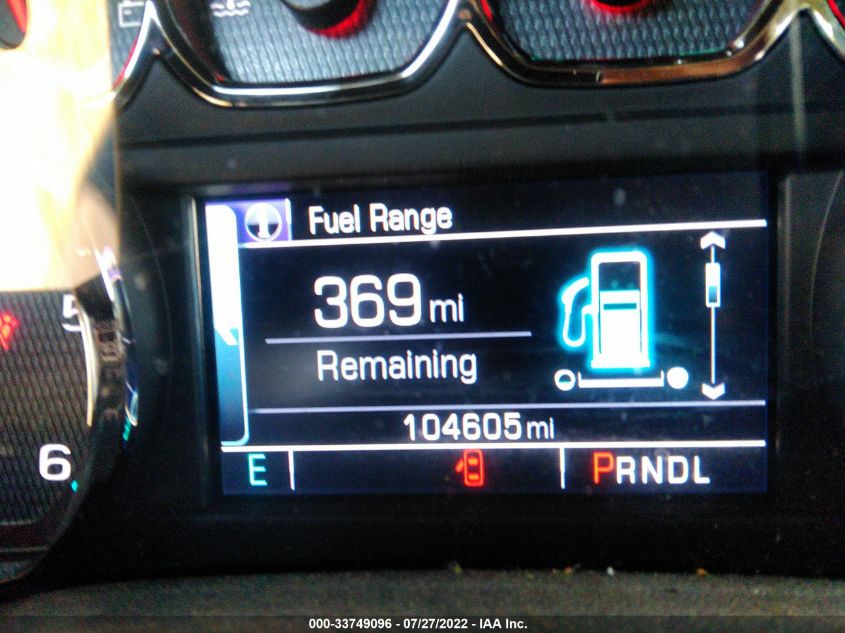 Fuel Range
369 mi
Remaining
104605 mi
E
PRNDL
5
6
000-33749096 - 07/27/2022 - IAA Inc.